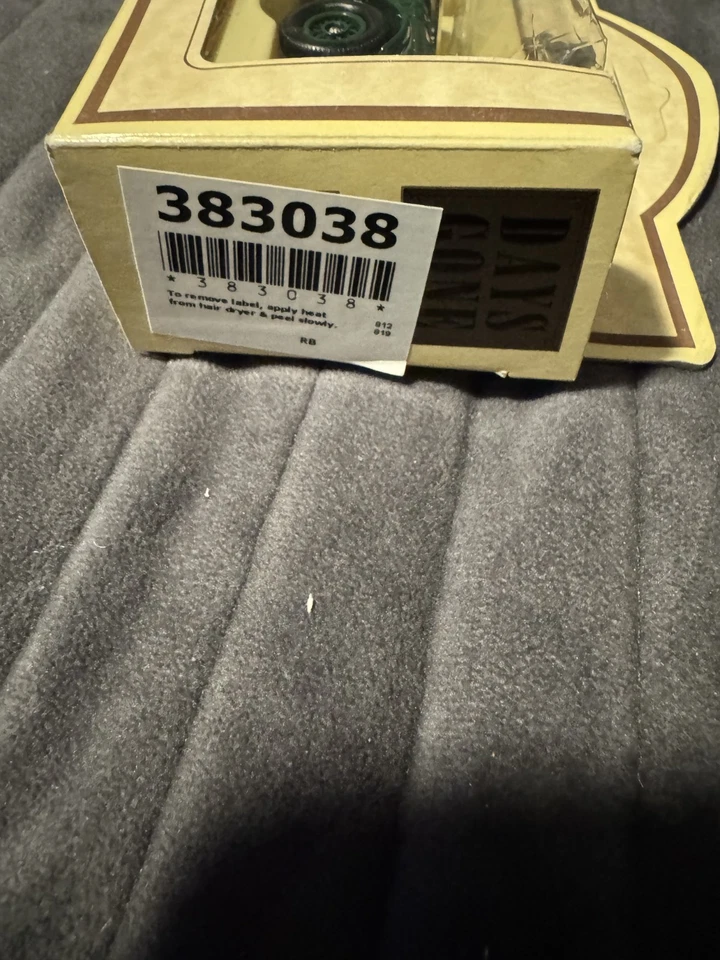 383038
* 3 8 3 0 3 8 *
To remove label, apply heat
from hair dryer & peel slowly.
012
019
RB
DAYS
GONE